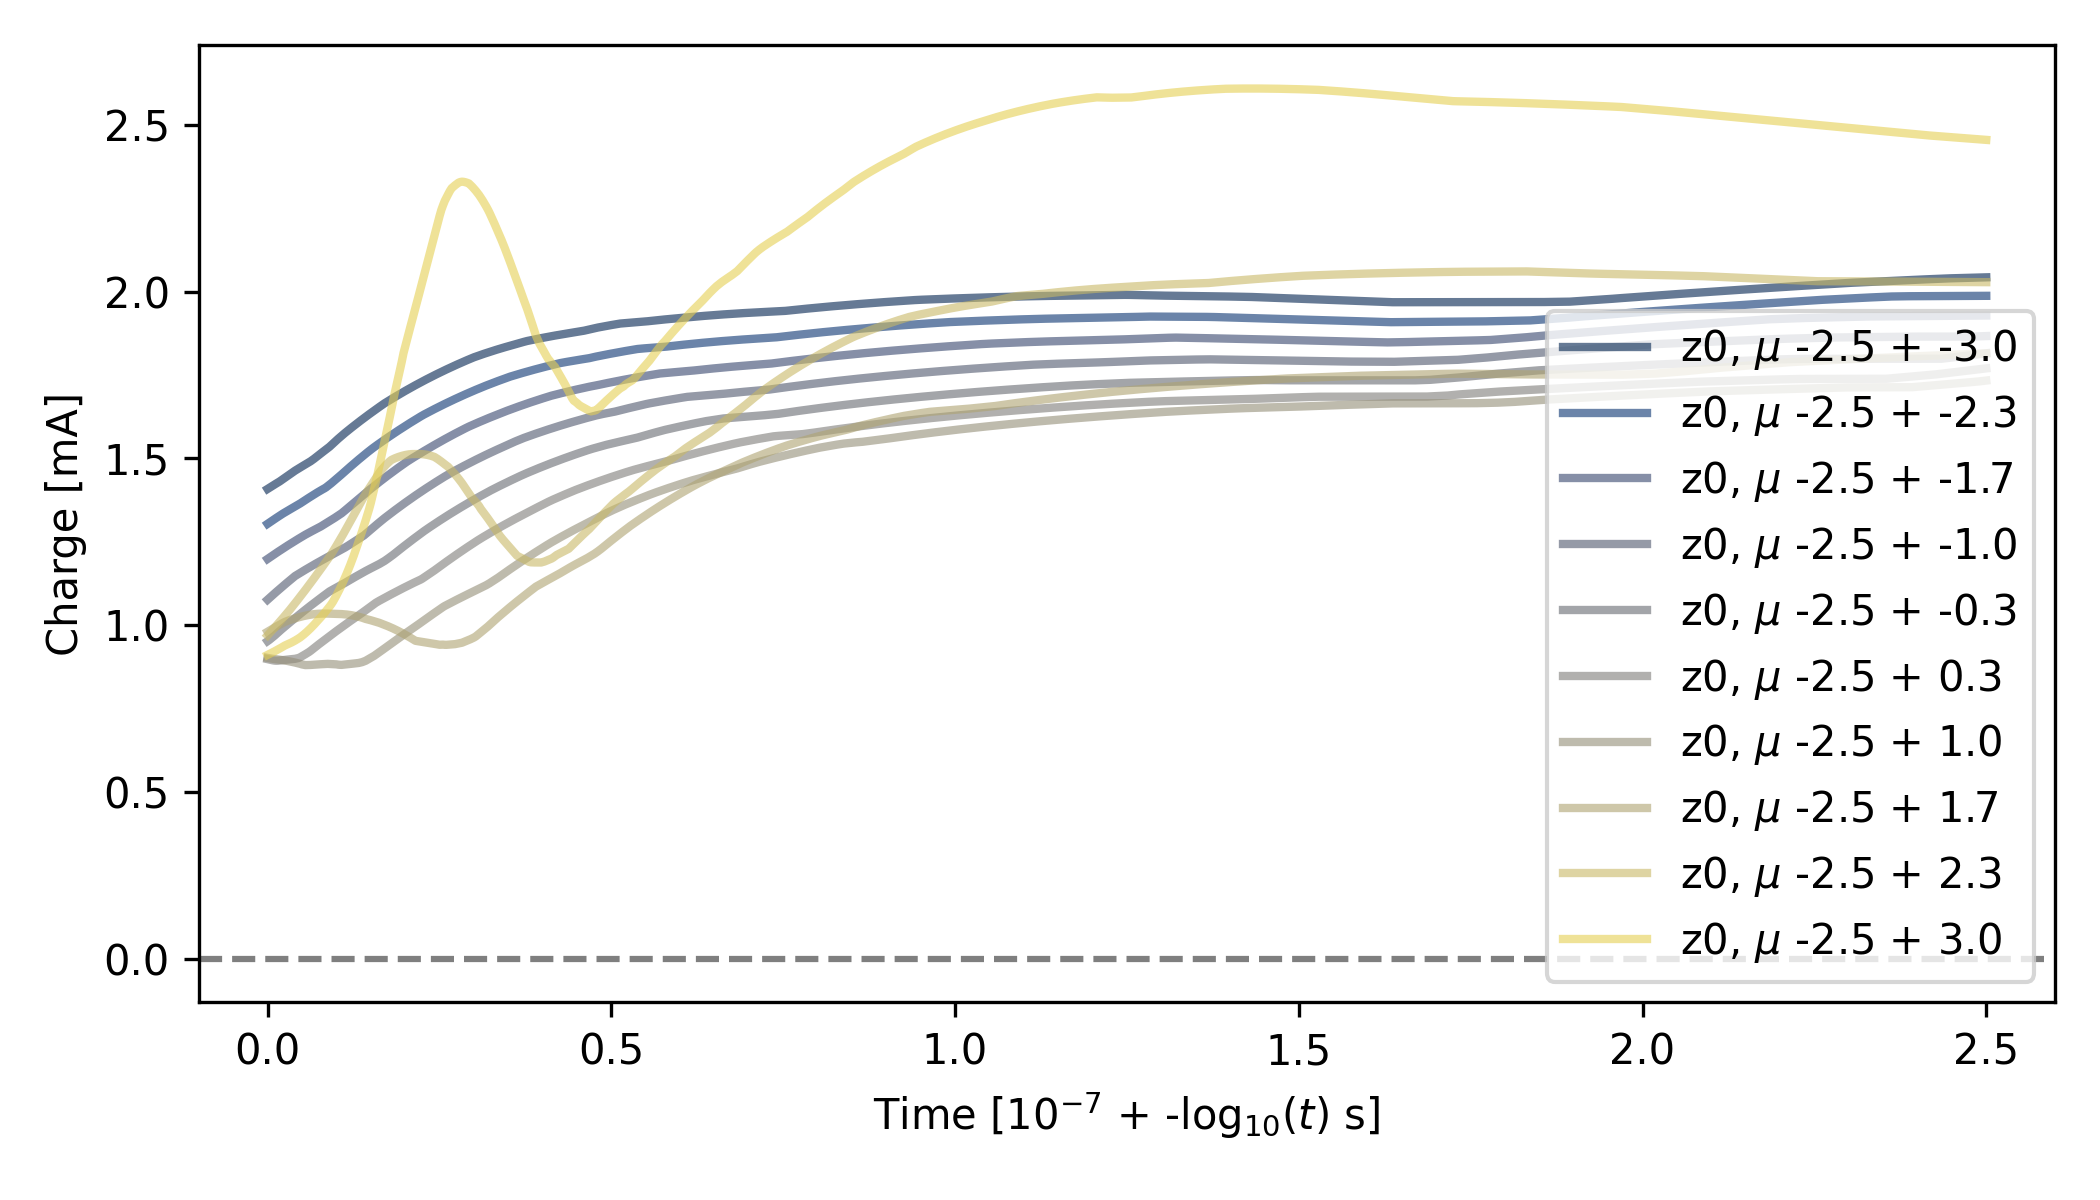 2.5
2.0
1.5
1.0
0.5
0.0
Charge [mA]
z0, μ -2.5 + -3.0
z0, μ -2.5 + -2.3
z0, μ -2.5 + -1.7
z0, μ -2.5 + -1.0
z0, μ -2.5 + -0.3
z0, μ -2.5 + 0.3
z0, μ -2.5 + 1.0
z0, μ -2.5 + 1.7
z0, μ -2.5 + 2.3
z0, μ -2.5 + 3.0
0.0 0.5 1.0 1.5 2.0 2.5
Time [10⁻⁷ + -log₁₀(t) s]